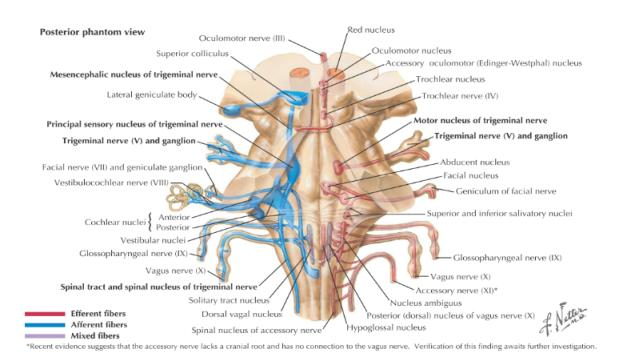 Posterior phantom view
Oculomotor nerve (III)
Superior colliculus
Mesencephalic nucleus of trigeminal nerve
Lateral geniculate body
Principal sensory nucleus of trigeminal nerve
Trigeminal nerve (V) and ganglion
Facial nerve (VII) and geniculate ganglion
Vestibulocochlear nerve (VIII)
Cochlear nuclei { Anterior
Posterior
Vestibular nuclei
Glossopharyngeal nerve (IX)
Vagus nerve (X)
Spinal tract and spinal nucleus of trigeminal nerve
Solitary tract nucleus
Dorsal vagal nucleus
Spinal nucleus of accessory nerve
Red nucleus
Oculomotor nucleus
Accessory oculomotor (Edinger-Westphal) nucleus
Trochlear nucleus
Trochlear nerve (IV)
Motor nucleus of trigeminal nerve
Trigeminal nerve (V) and ganglion
Abducent nucleus
Facial nucleus
Geniculum of facial nerve
Superior and inferior salivatory nuclei
Glossopharyngeal nerve (IX)
Vagus nerve (X)
Accessory nerve (XI)*
Nucleus ambiguus
Posterior (dorsal) nucleus of vagus nerve (X)
Hypoglossal nucleus
Efferent fibers
Afferent fibers
Mixed fibers
F. Netter M.D.
*Recent evidence suggests that the accessory nerve lacks a cranial root and has no connection to the vagus nerve. Verification of this finding awaits further investigation.